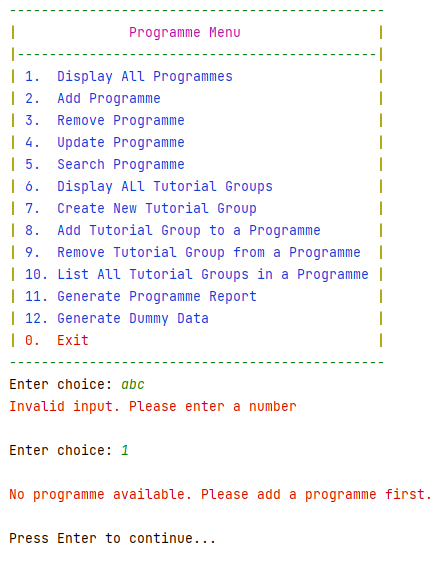 -----------------------------------------------
|              Programme Menu                 |
|---------------------------------------------|
| 1.  Display All Programmes                  |
| 2.  Add Programme                           |
| 3.  Remove Programme                        |
| 4.  Update Programme                        |
| 5.  Search Programme                        |
| 6.  Display ALl Tutorial Groups             |
| 7.  Create New Tutorial Group               |
| 8.  Add Tutorial Group to a Programme       |
| 9.  Remove Tutorial Group from a Programme  |
| 10. List All Tutorial Groups in a Programme |
| 11. Generate Programme Report               |
| 12. Generate Dummy Data                     |
| 0.  Exit                                    |
-----------------------------------------------
Enter choice: abc
Invalid input. Please enter a number
Enter choice: 1
No programme available. Please add a programme first.
Press Enter to continue...